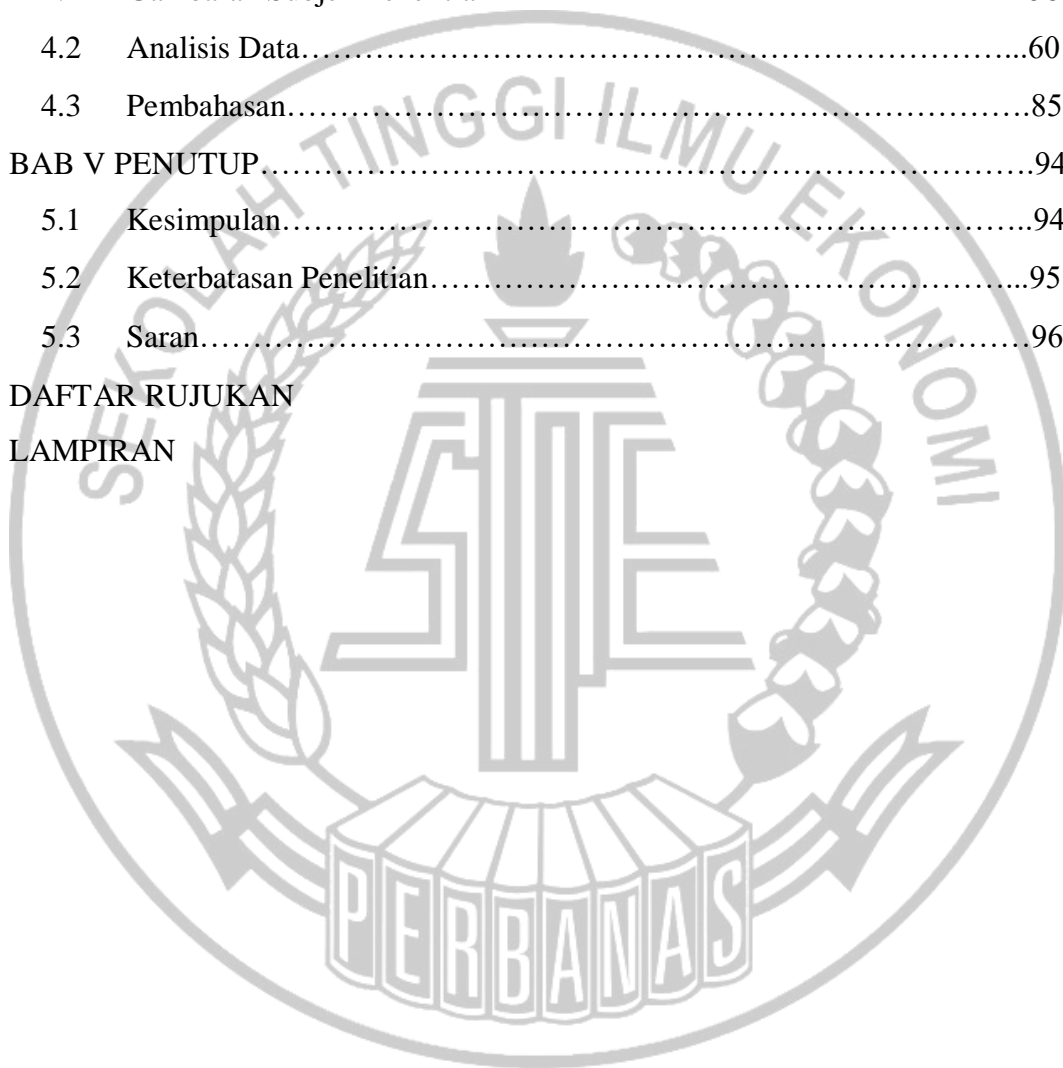 4.2 Analisis Data…………………………………………………………...60
4.3 Pembahasan…………………………………………………………….85
BAB V PENUTUP…………………………………………………………….94
5.1 Kesimpulan……………………………………………………………..94
5.2 Keterbatasan Penelitian………………………………………………...95
5.3 Saran……………………………………………………………………96
DAFTAR RUJUKAN
LAMPIRAN
SEKOLAH TINGGI ILMU EKONOMI
STIE
PERBANAS